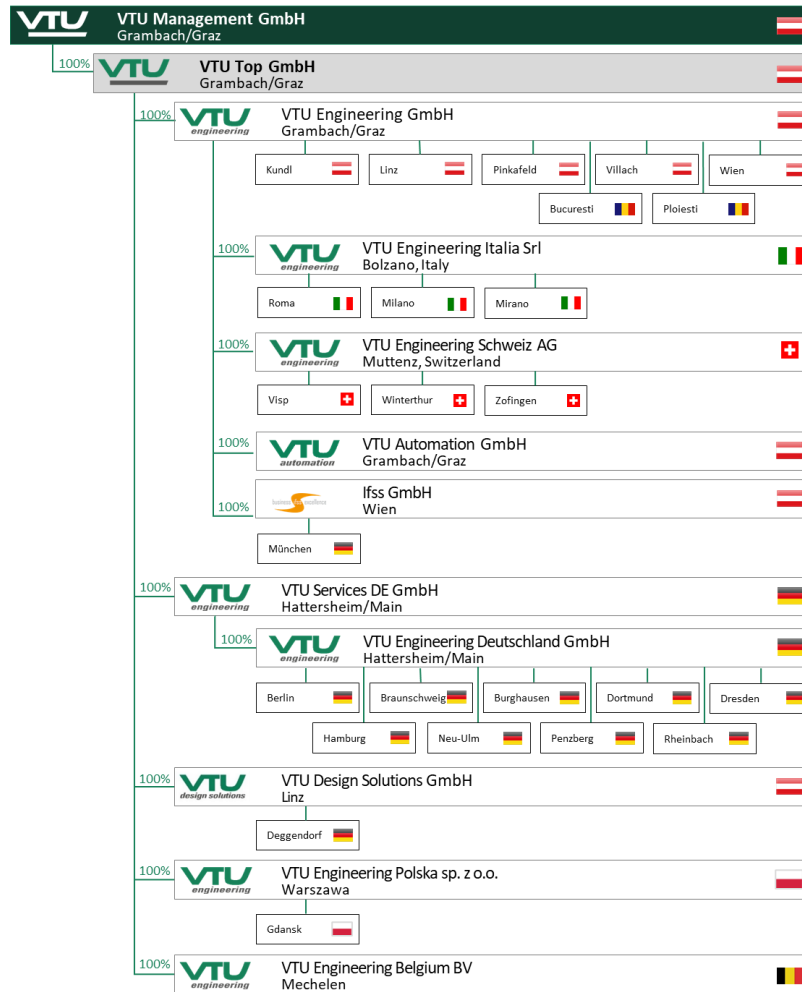 VTU
VTU Management GmbH
Grambach/Graz
100%
VTU
VTU Top GmbH
Grambach/Graz
100%
VTU
engineering
VTU Engineering GmbH
Grambach/Graz
Kundl
Linz
Pinkafeld
Villach
Wien
Bucuresti
Ploiesti
100%
VTU
engineering
VTU Engineering Italia Srl
Bolzano, Italy
Roma
Milano
Mirano
100%
VTU
engineering
VTU Engineering Schweiz AG
Muttenz, Switzerland
Visp
Winterthur
Zofingen
100%
VTU
automation
VTU Automation GmbH
Grambach/Graz
100%
Ifss GmbH
Wien
München
100%
VTU
engineering
VTU Services DE GmbH
Hattersheim/Main
100%
VTU
engineering
VTU Engineering Deutschland GmbH
Hattersheim/Main
Berlin
Braunschweig
Burghausen
Dortmund
Dresden
Hamburg
Neu-Ulm
Penzberg
Rheinbach
100%
VTU
design solutions
VTU Design Solutions GmbH
Linz
Deggendorf
100%
VTU
engineering
VTU Engineering Polska sp. z o.o.
Warszawa
Gdansk
100%
VTU
engineering
VTU Engineering Belgium BV
Mechelen